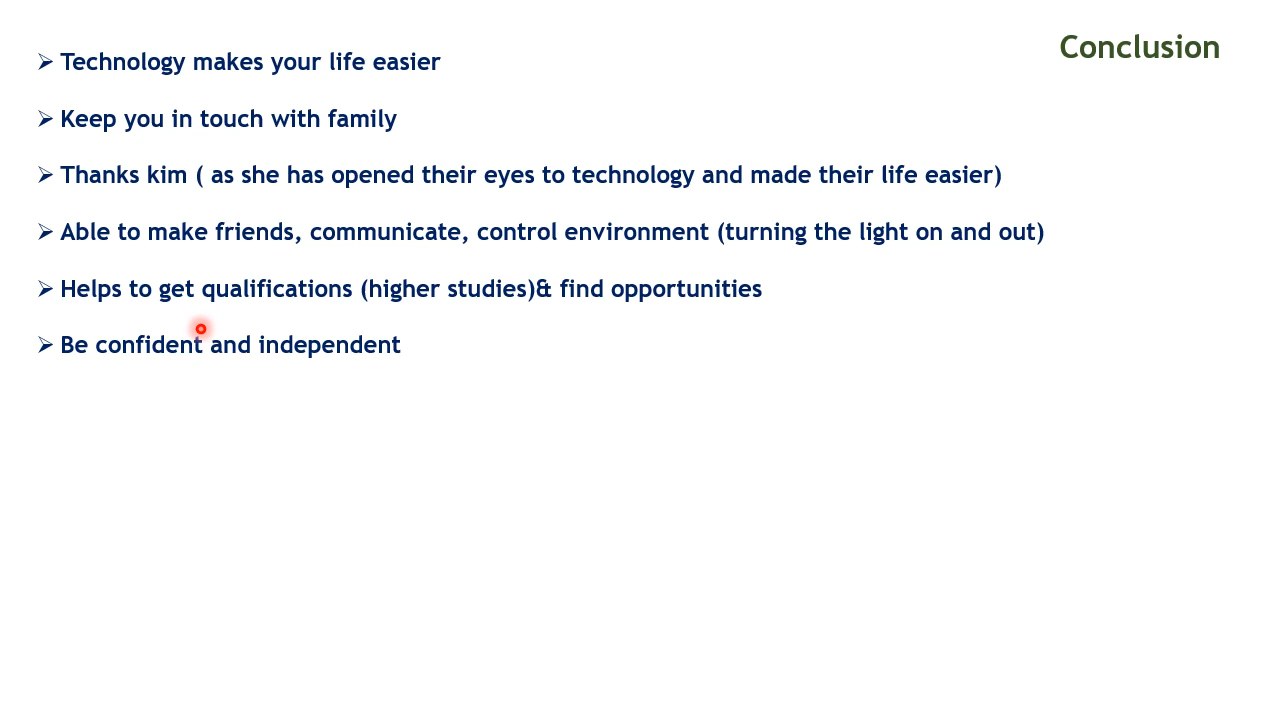 Conclusion
➢ Technology makes your life easier
➢ Keep you in touch with family
➢ Thanks kim ( as she has opened their eyes to technology and made their life easier)
➢ Able to make friends, communicate, control environment (turning the light on and out)
➢ Helps to get qualifications (higher studies)& find opportunities
➢ Be confident and independent